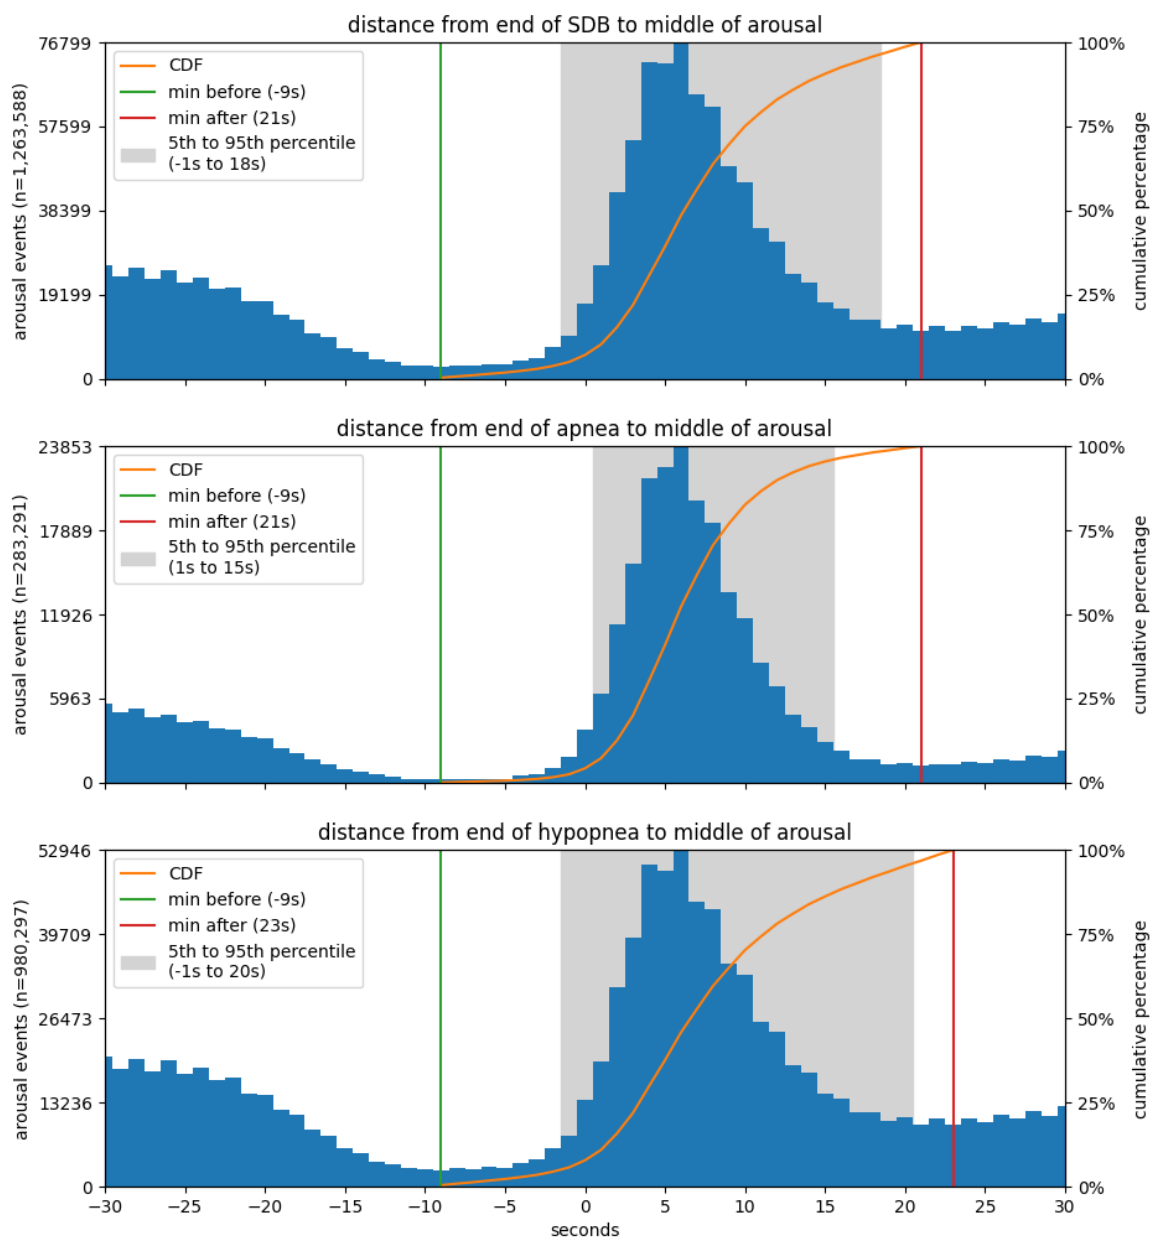 distance from end of SDB to middle of arousal
arousal events (n=1,263,588)
76799
57599
38399
19199
0
CDF
min before (-9s)
min after (21s)
5th to 95th percentile
(-1s to 18s)
100%
75%
50%
25%
0%
cumulative percentage
distance from end of apnea to middle of arousal
arousal events (n=283,291)
23853
17889
11926
5963
0
CDF
min before (-9s)
min after (21s)
5th to 95th percentile
(1s to 15s)
100%
75%
50%
25%
0%
cumulative percentage
distance from end of hypopnea to middle of arousal
arousal events (n=980,297)
52946
39709
26473
13236
0
CDF
min before (-9s)
min after (23s)
5th to 95th percentile
(-1s to 20s)
100%
75%
50%
25%
0%
cumulative percentage
−30 −25 −20 −15 −10 −5 0 5 10 15 20 25 30
seconds